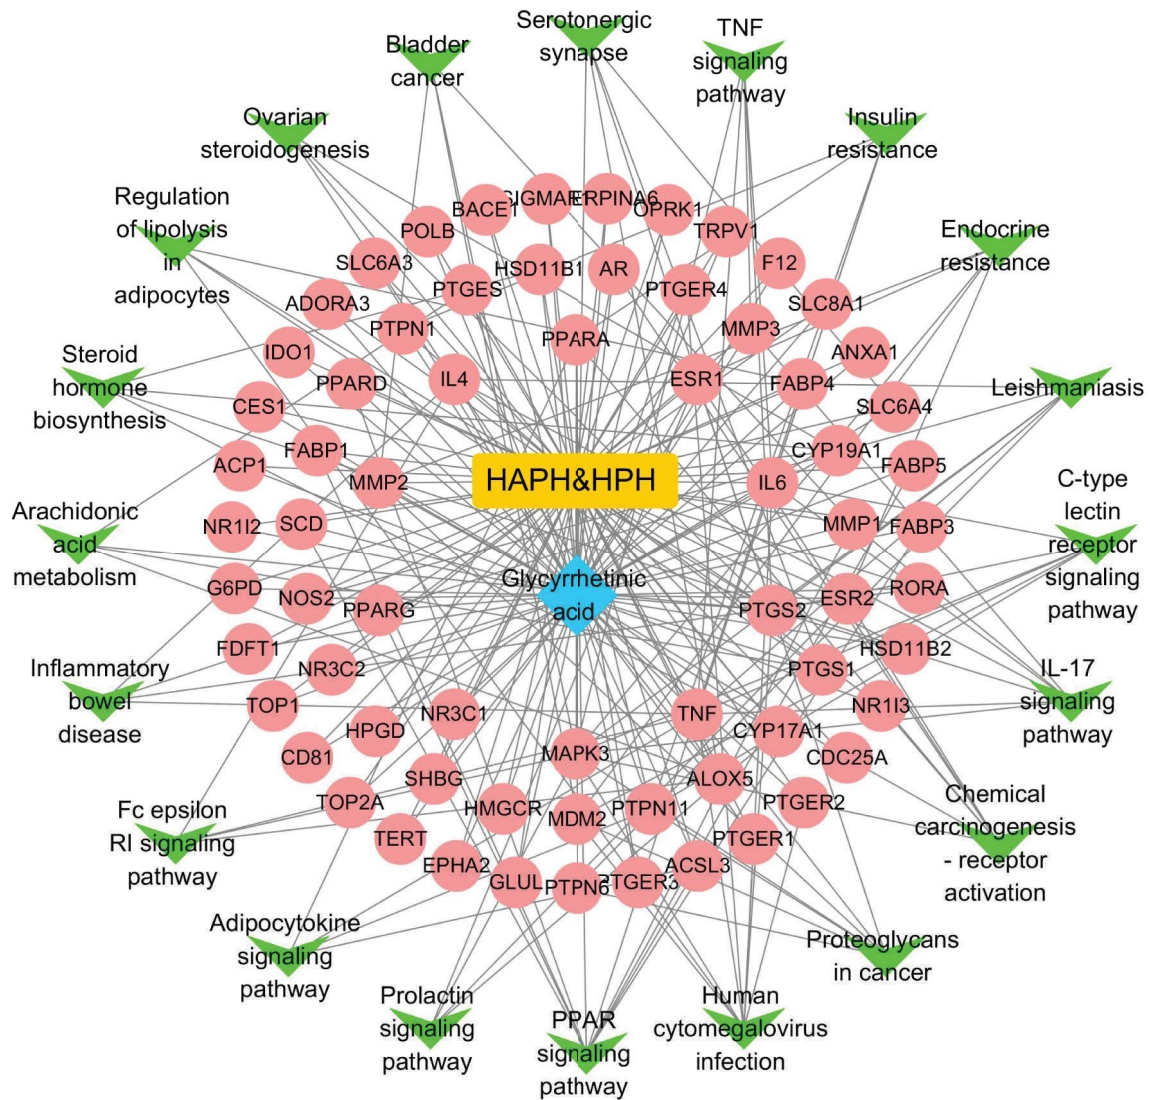 Serotonergic
synapse
TNF
signaling
pathway
Bladder
cancer
Insulin
resistance
Ovarian
steroidogenesis
Regulation
of lipolysis
in
adipocytes
Endocrine
resistance
Steroid
hormone
biosynthesis
Leishmaniasis
Arachidonic
acid
metabolism
C-type
lectin
receptor
signaling
pathway
Inflammatory
bowel
disease
IL-17
signaling
pathway
Fc epsilon
RI signaling
pathway
Chemical
carcinogenesis
- receptor
activation
Adipocytokine
signaling
pathway
Proteoglycans
in cancer
Prolactin
signaling
pathway
PPAR
signaling
pathway
Human
cytomegalovirus
infection
BACE1
ERPINA6
OPRK1
POLB
TRPV1
SLC6A3
HSD11B1
AR
F12
PTGES
PTGER4
ADORA3
SLC8A1
PTPN1
PPARA
MMP3
IDO1
ANXA1
PPARD
IL4
ESR1
FABP4
CES1
SLC6A4
FABP1
CYP19A1
ACP1
FABP5
MMP2
HAPH&HPH
IL6
NR1I2
SCD
MMP1
FABP3
Glycyrrhetinic
acid
G6PD
NOS2
PPARG
PTGS2
ESR2
RORA
FDFT1
NR3C2
PTGS1
HSD11B2
TOP1
NR3C1
TNF
NR1I3
HPGD
CYP17A1
CD81
MAPK3
CDC25A
SHBG
ALOX5
TOP2A
HMGCR
MDM2
PTPN11
PTGER2
TERT
PTGER1
EPHA2
ACSL3
GLUL
PTPN6
PTGER3